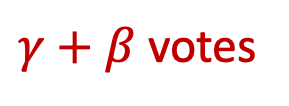 𝛾 + 𝛽 votes